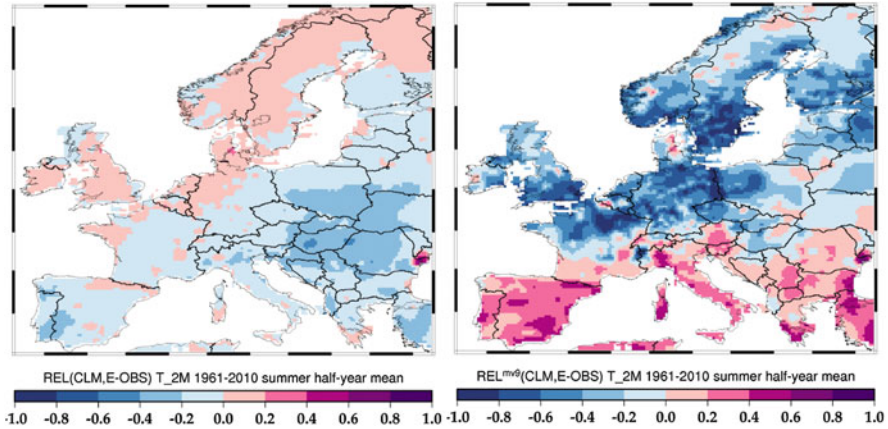 REL(CLM,E-OBS) T_2M 1961-2010 summer half-year mean
-1.0 -0.8 -0.6 -0.4 -0.2 0.0 0.2 0.4 0.6 0.8 1.0
REL^mv9(CLM,E-OBS) T_2M 1961-2010 summer half-year mean
-1.0 -0.8 -0.6 -0.4 -0.2 0.0 0.2 0.4 0.6 0.8 1.0